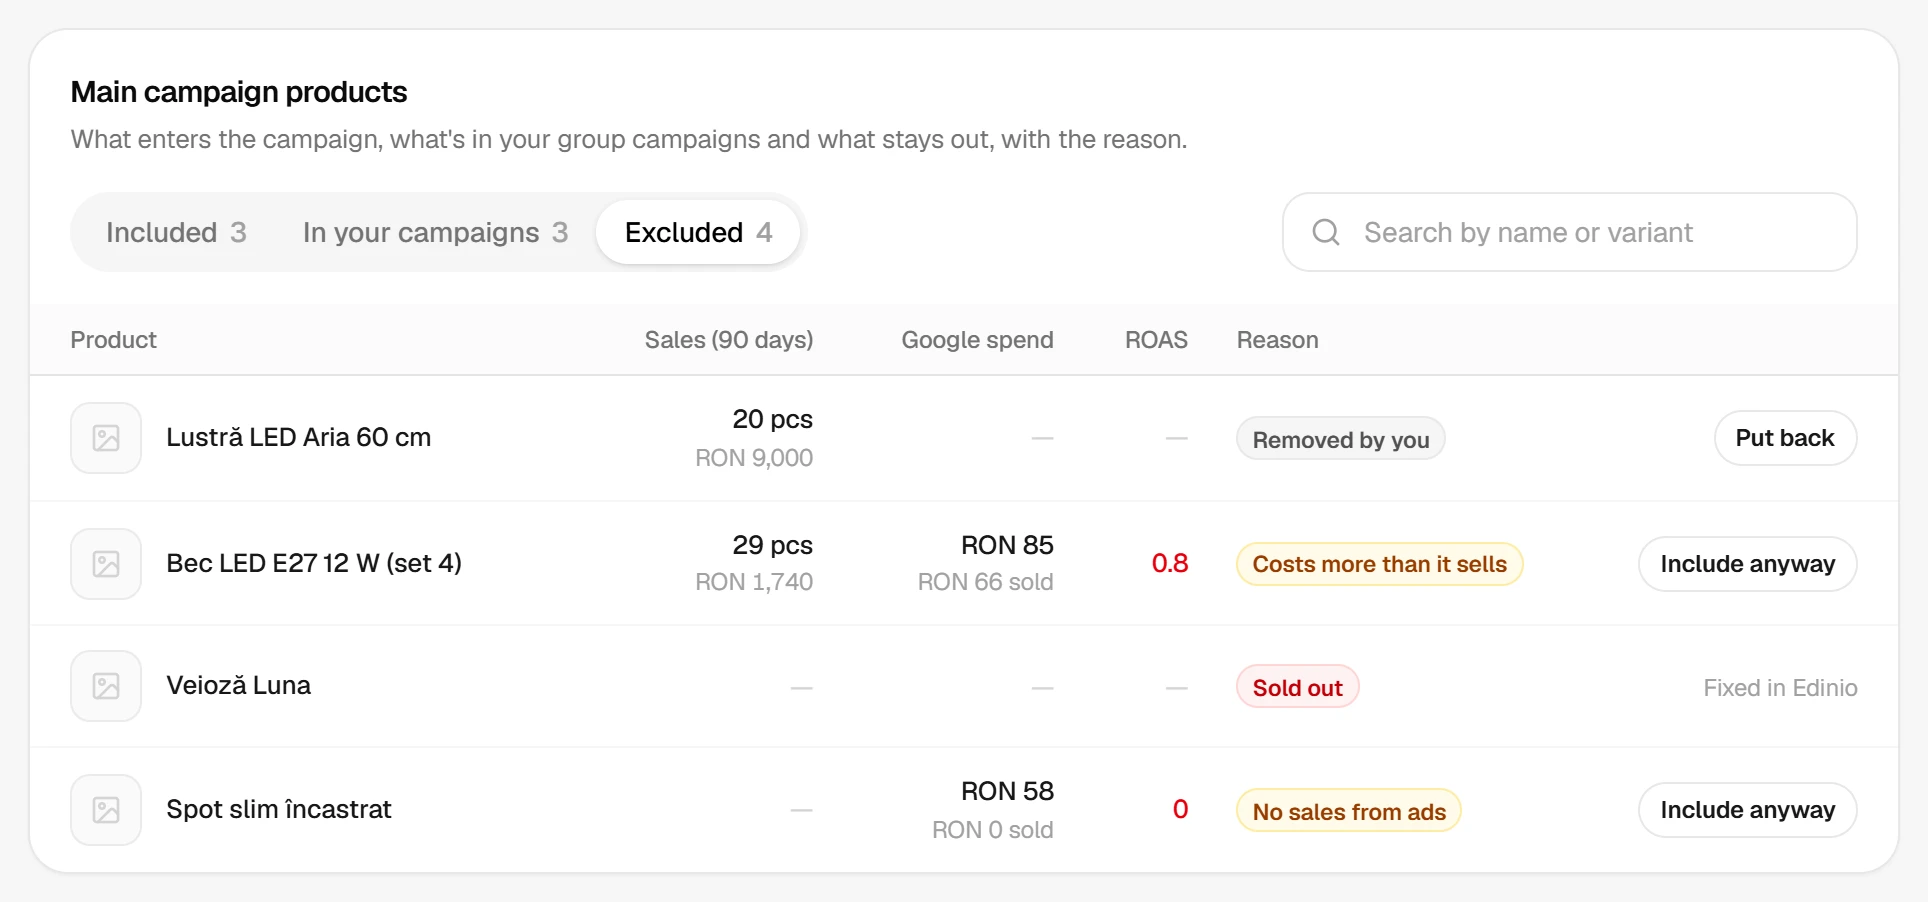 Main campaign products
What enters the campaign, what's in your group campaigns and what stays out, with the reason.
Included 3 In your campaigns 3 Excluded 4 Search by name or variant
Product Sales (90 days) Google spend ROAS Reason
Lustră LED Aria 60 cm 20 pcs RON 9,000 — — Removed by you Put back
Bec LED E27 12 W (set 4) 29 pcs RON 1,740 RON 85 RON 66 sold 0.8 Costs more than it sells Include anyway
Veioză Luna — — — Sold out Fixed in Edinio
Spot slim încastrat — RON 58 RON 0 sold 0 No sales from ads Include anyway